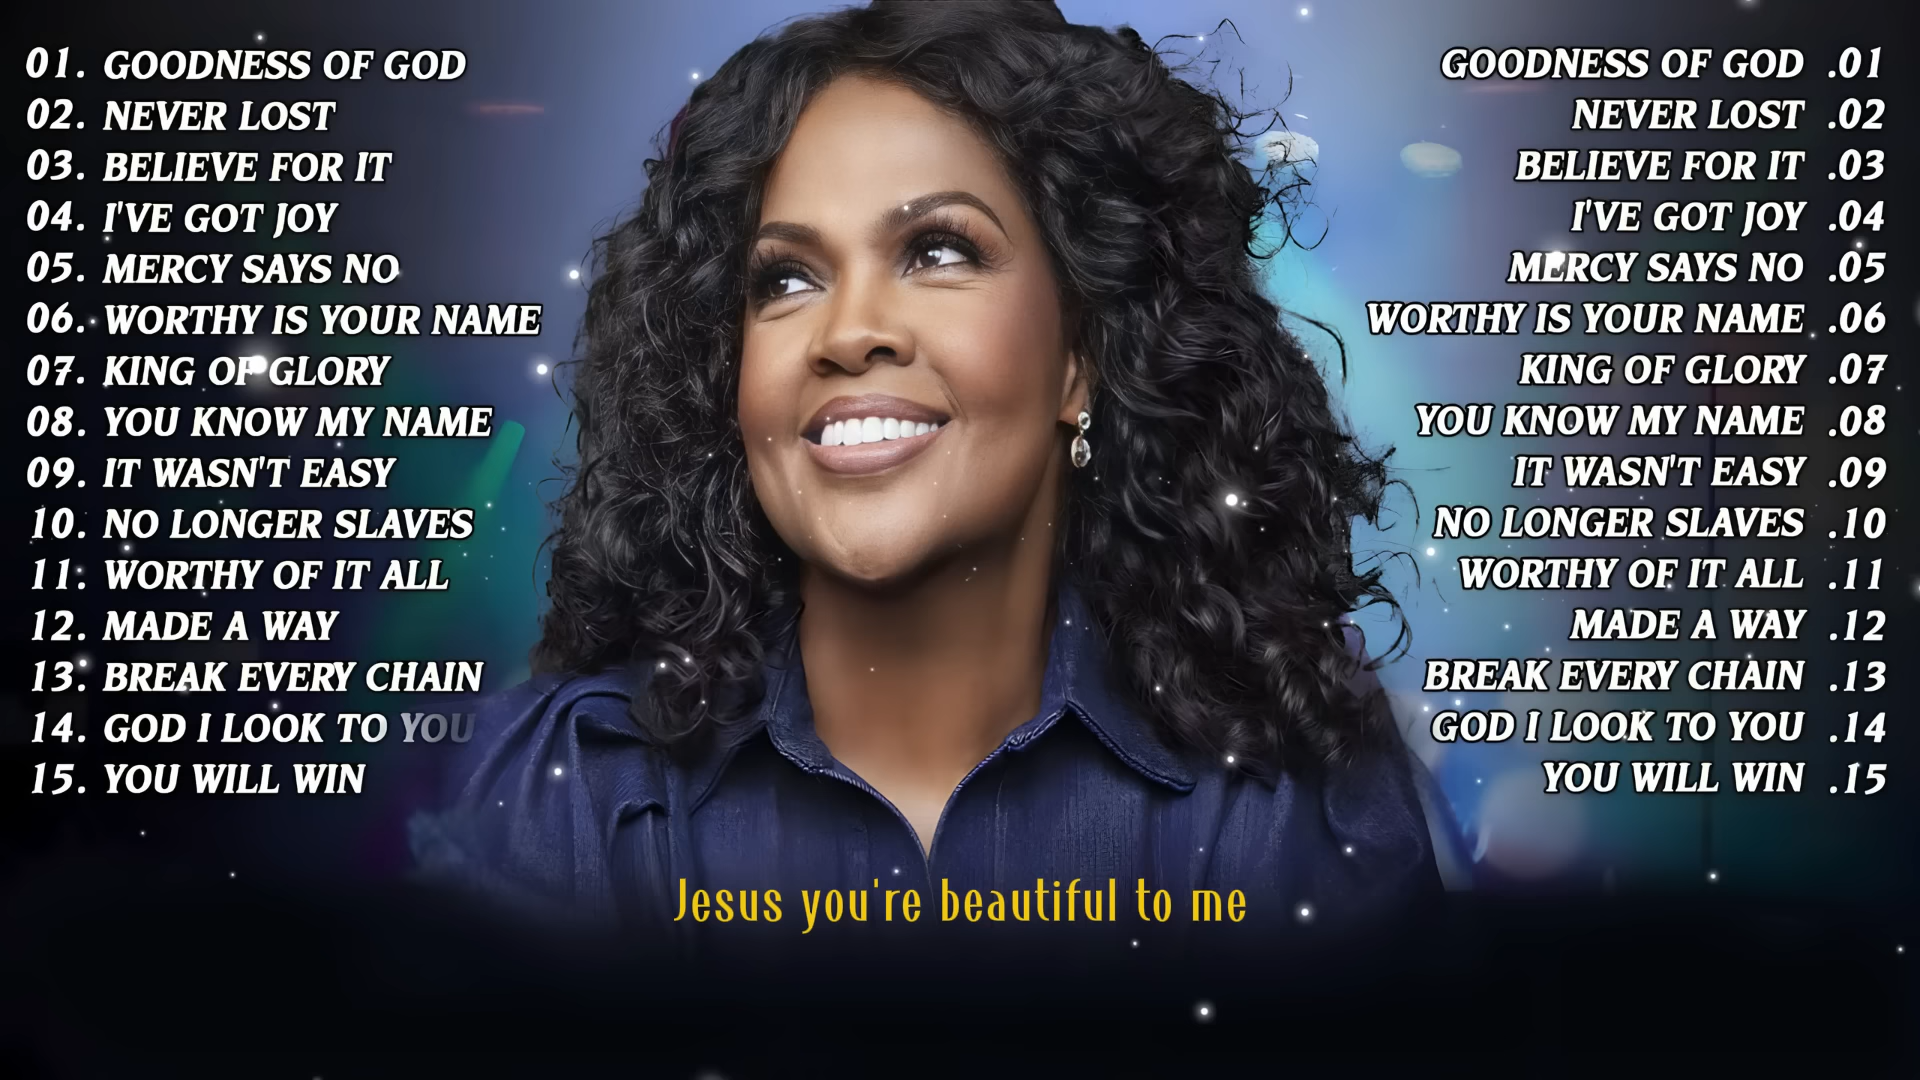 01. GOODNESS OF GOD
02. NEVER LOST
03. BELIEVE FOR IT
04. I'VE GOT JOY
05. MERCY SAYS NO
06. WORTHY IS YOUR NAME
07. KING OF GLORY
08. YOU KNOW MY NAME
09. IT WASN'T EASY
10. NO LONGER SLAVES
11. WORTHY OF IT ALL
12. MADE A WAY
13. BREAK EVERY CHAIN
14. GOD I LOOK TO YOU
15. YOU WILL WIN
GOODNESS OF GOD .01
NEVER LOST .02
BELIEVE FOR IT .03
I'VE GOT JOY .04
MERCY SAYS NO .05
WORTHY IS YOUR NAME .06
KING OF GLORY .07
YOU KNOW MY NAME .08
IT WASN'T EASY .09
NO LONGER SLAVES .10
WORTHY OF IT ALL .11
MADE A WAY .12
BREAK EVERY CHAIN .13
GOD I LOOK TO YOU .14
YOU WILL WIN .15
Jesus you're beautiful to me